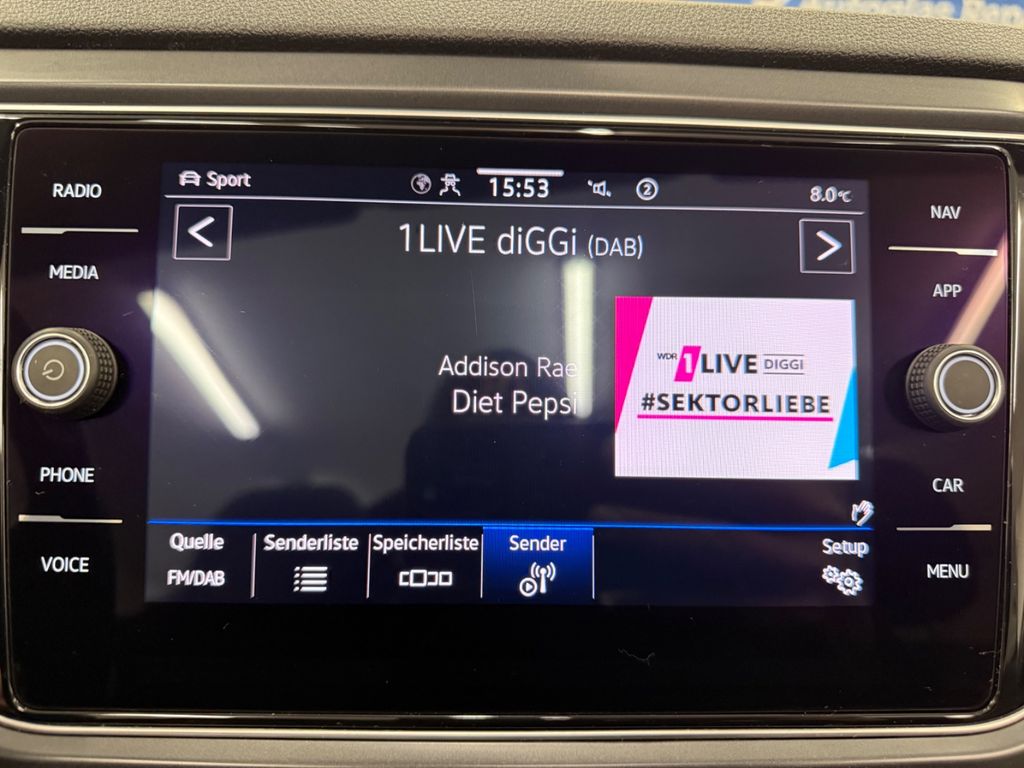 RADIO
MEDIA
PHONE
VOICE
Sport
15:53
2
8.0°C
1LIVE diGGi (DAB)
Addison Rae
Diet Pepsi
WDR 1LIVE DIGGI
#SEKTORLIEBE
Quelle
FM/DAB
Senderliste
Speicherliste
Sender
Setup
NAV
APP
CAR
MENU